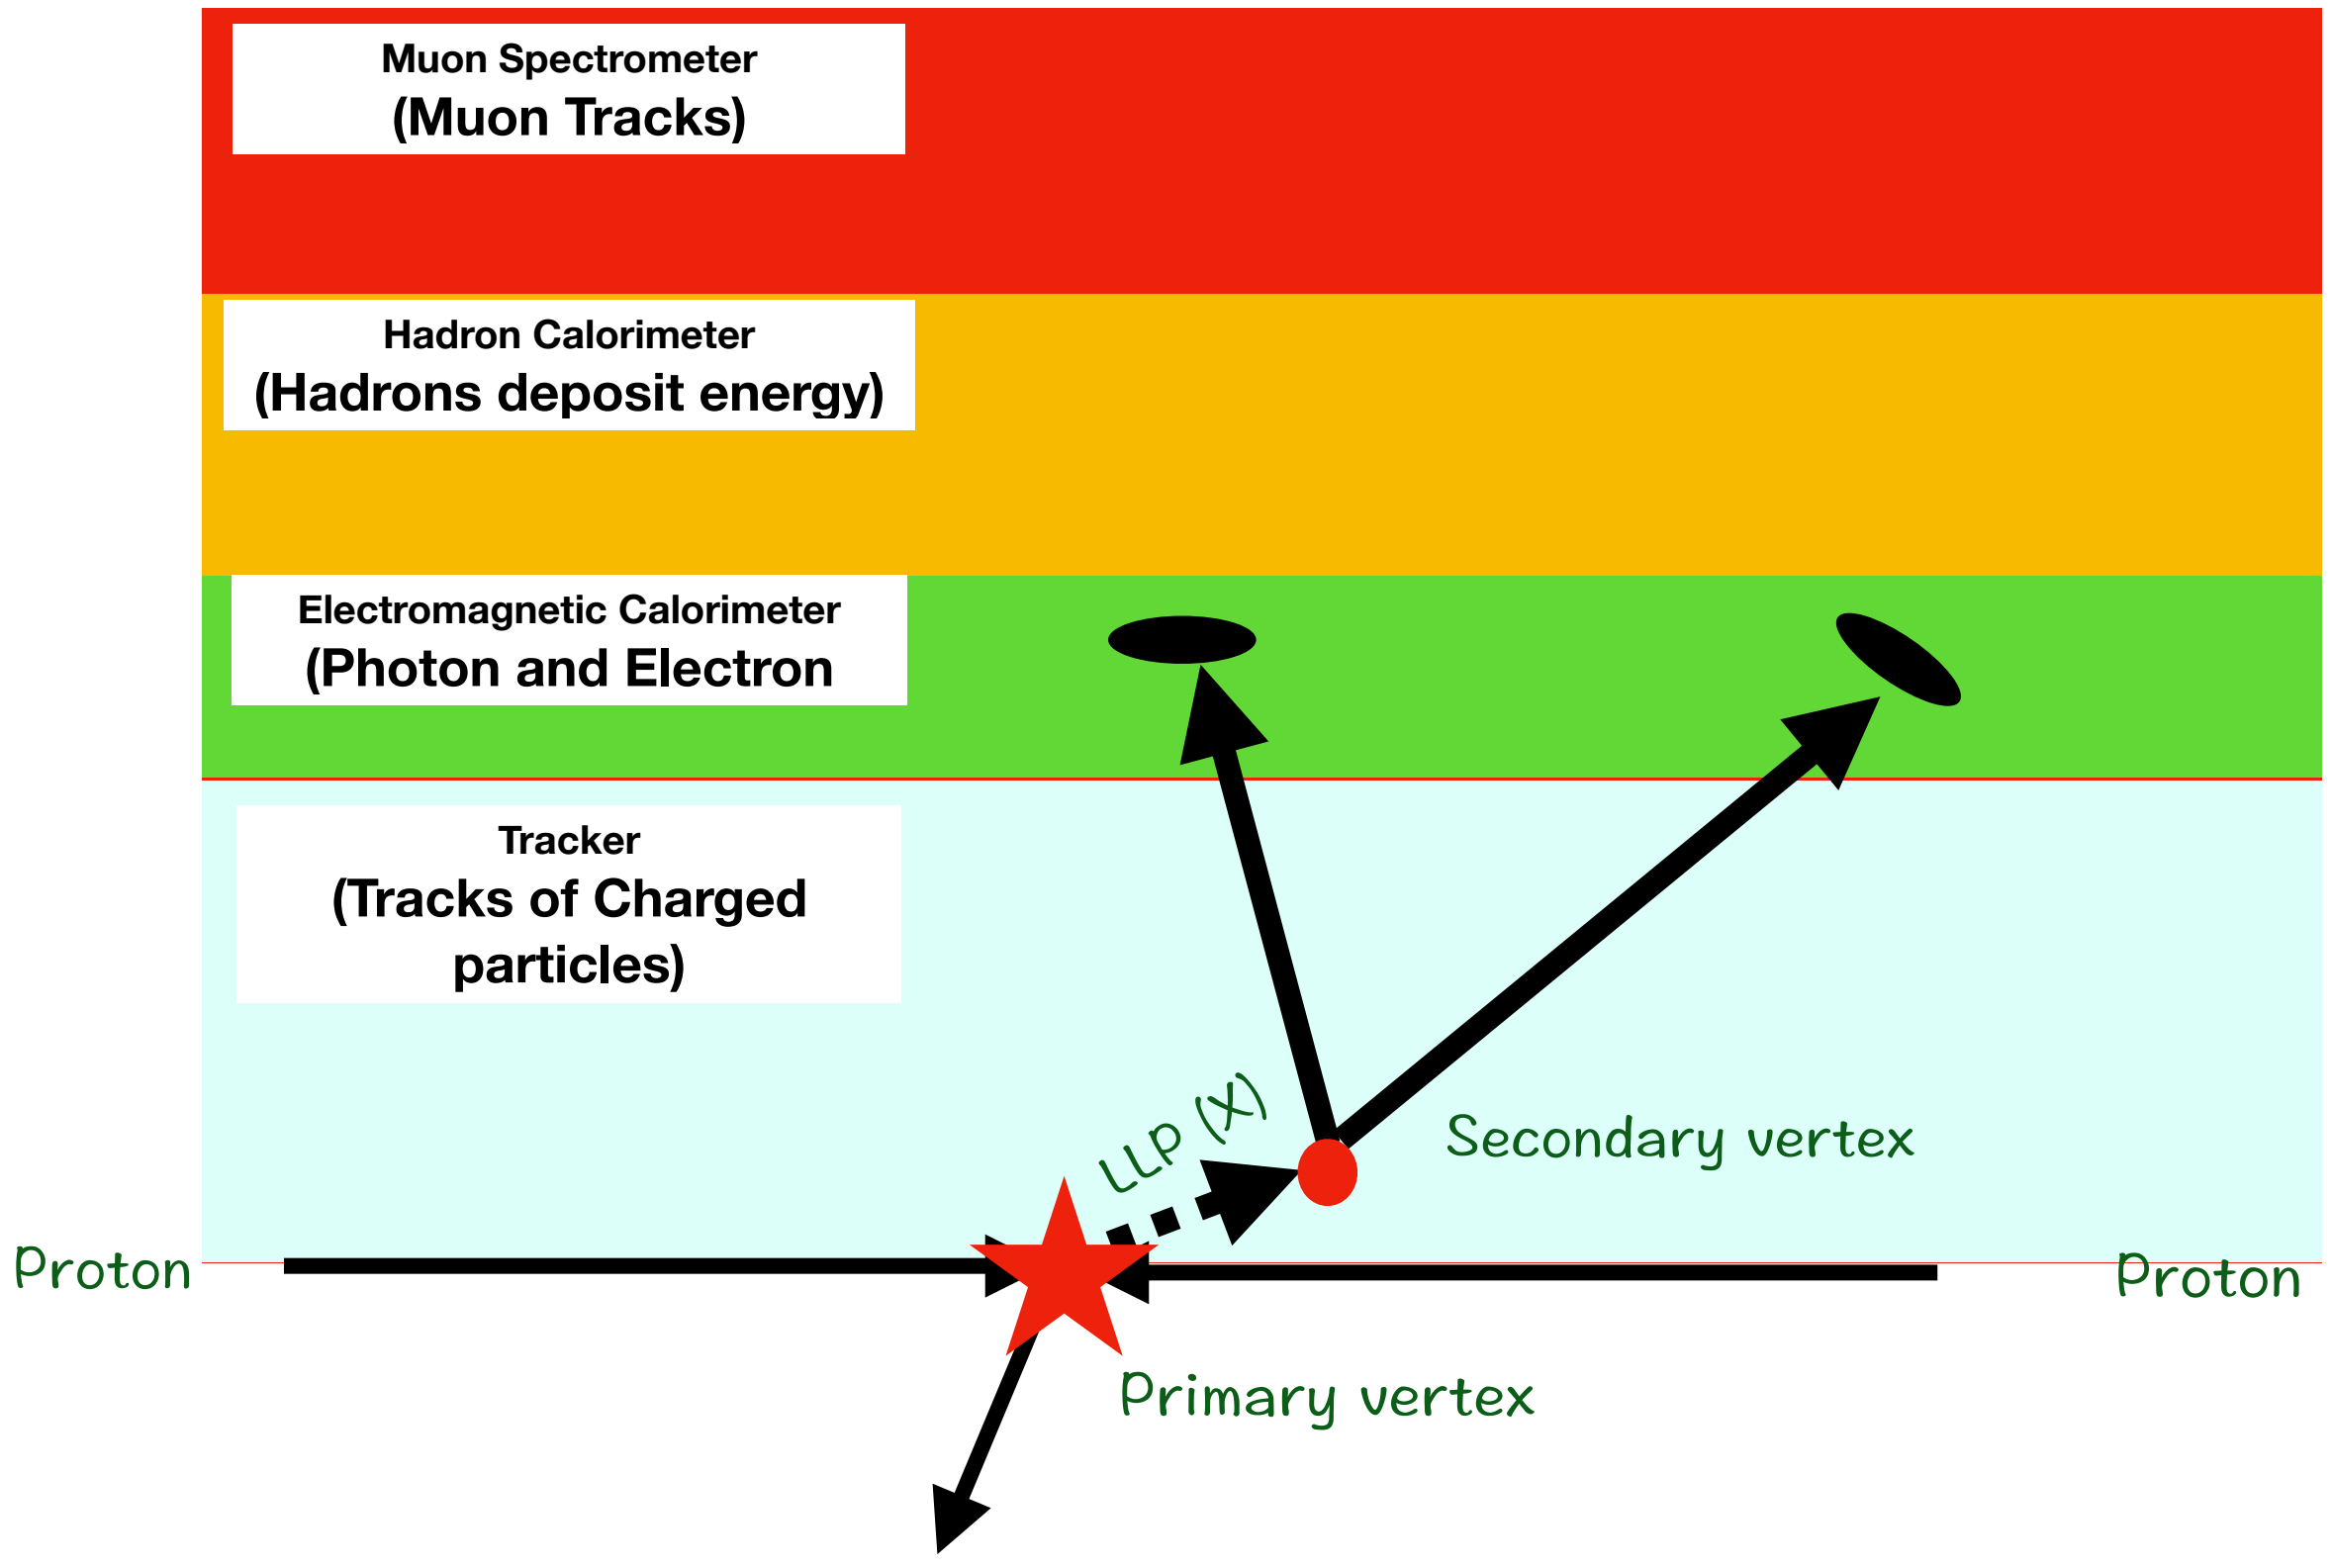 Muon Spectrometer
(Muon Tracks)
Hadron Calorimeter
(Hadrons deposit energy)
Electromagnetic Calorimeter
(Photon and Electron
Tracker
(Tracks of Charged
particles)
LLP (X)
Secondary vertex
Proton
Proton
Primary vertex